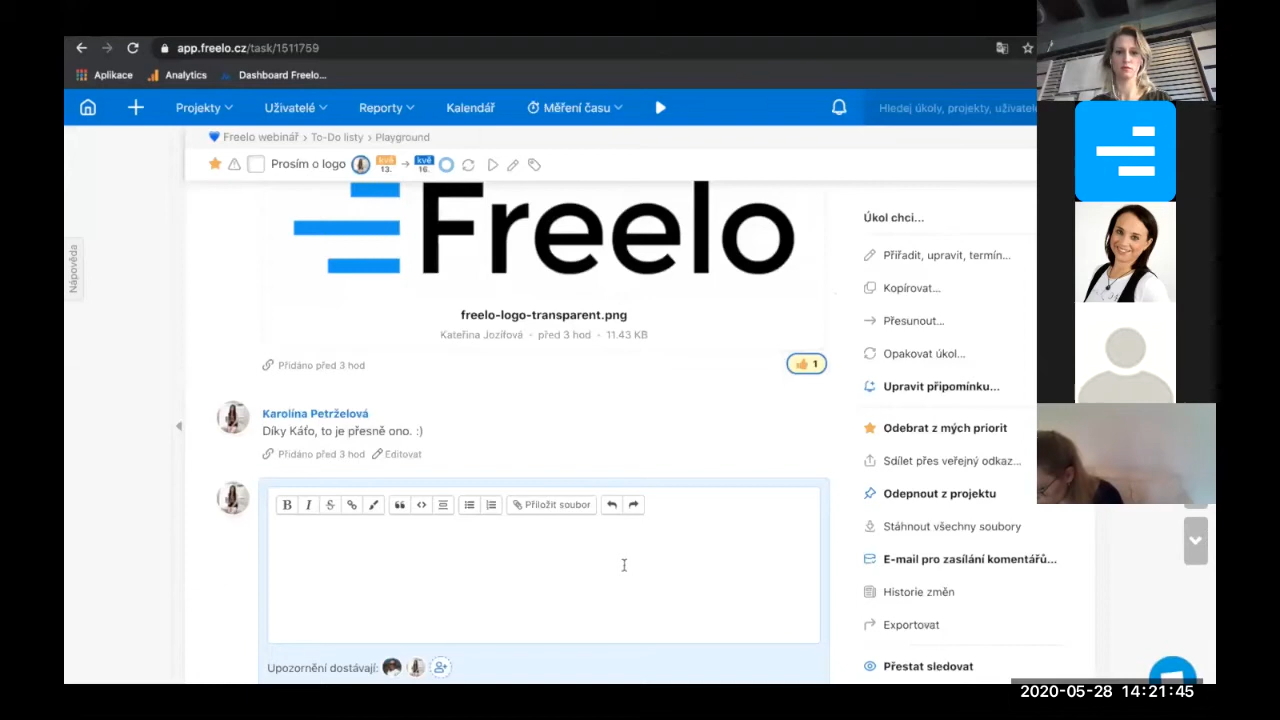 app.freelo.cz/task/1511759
Aplikace Analytics Dashboard Freelo...
Projekty Uživatelé Reporty Kalendář Měření času Hledej úkoly, projekty, uživatele
Freelo webinář › To-Do listy › Playground
Prosím o logo kvě 13. → kvě 16.
Freelo
freelo-logo-transparent.png
Kateřina Jozífová - před 3 hod - 11.43 KB
Přidáno před 3 hod 1
Karolína Petrželová
Díky Káťo, to je přesně ono. :)
Přidáno před 3 hod Editovat
B I S Přiložit soubor
Upozornění dostávají:
Nápověda
Úkol chci...
Přiřadit, upravit, termín...
Kopírovat...
Přesunout...
Opakovat úkol...
Upravit připomínku...
Odebrat z mých priorit
Sdílet přes veřejný odkaz...
Odepnout z projektu
Stáhnout všechny soubory
E-mail pro zasílání komentářů...
Historie změn
Exportovat
Přestat sledovat
2020-05-28 14:21:45